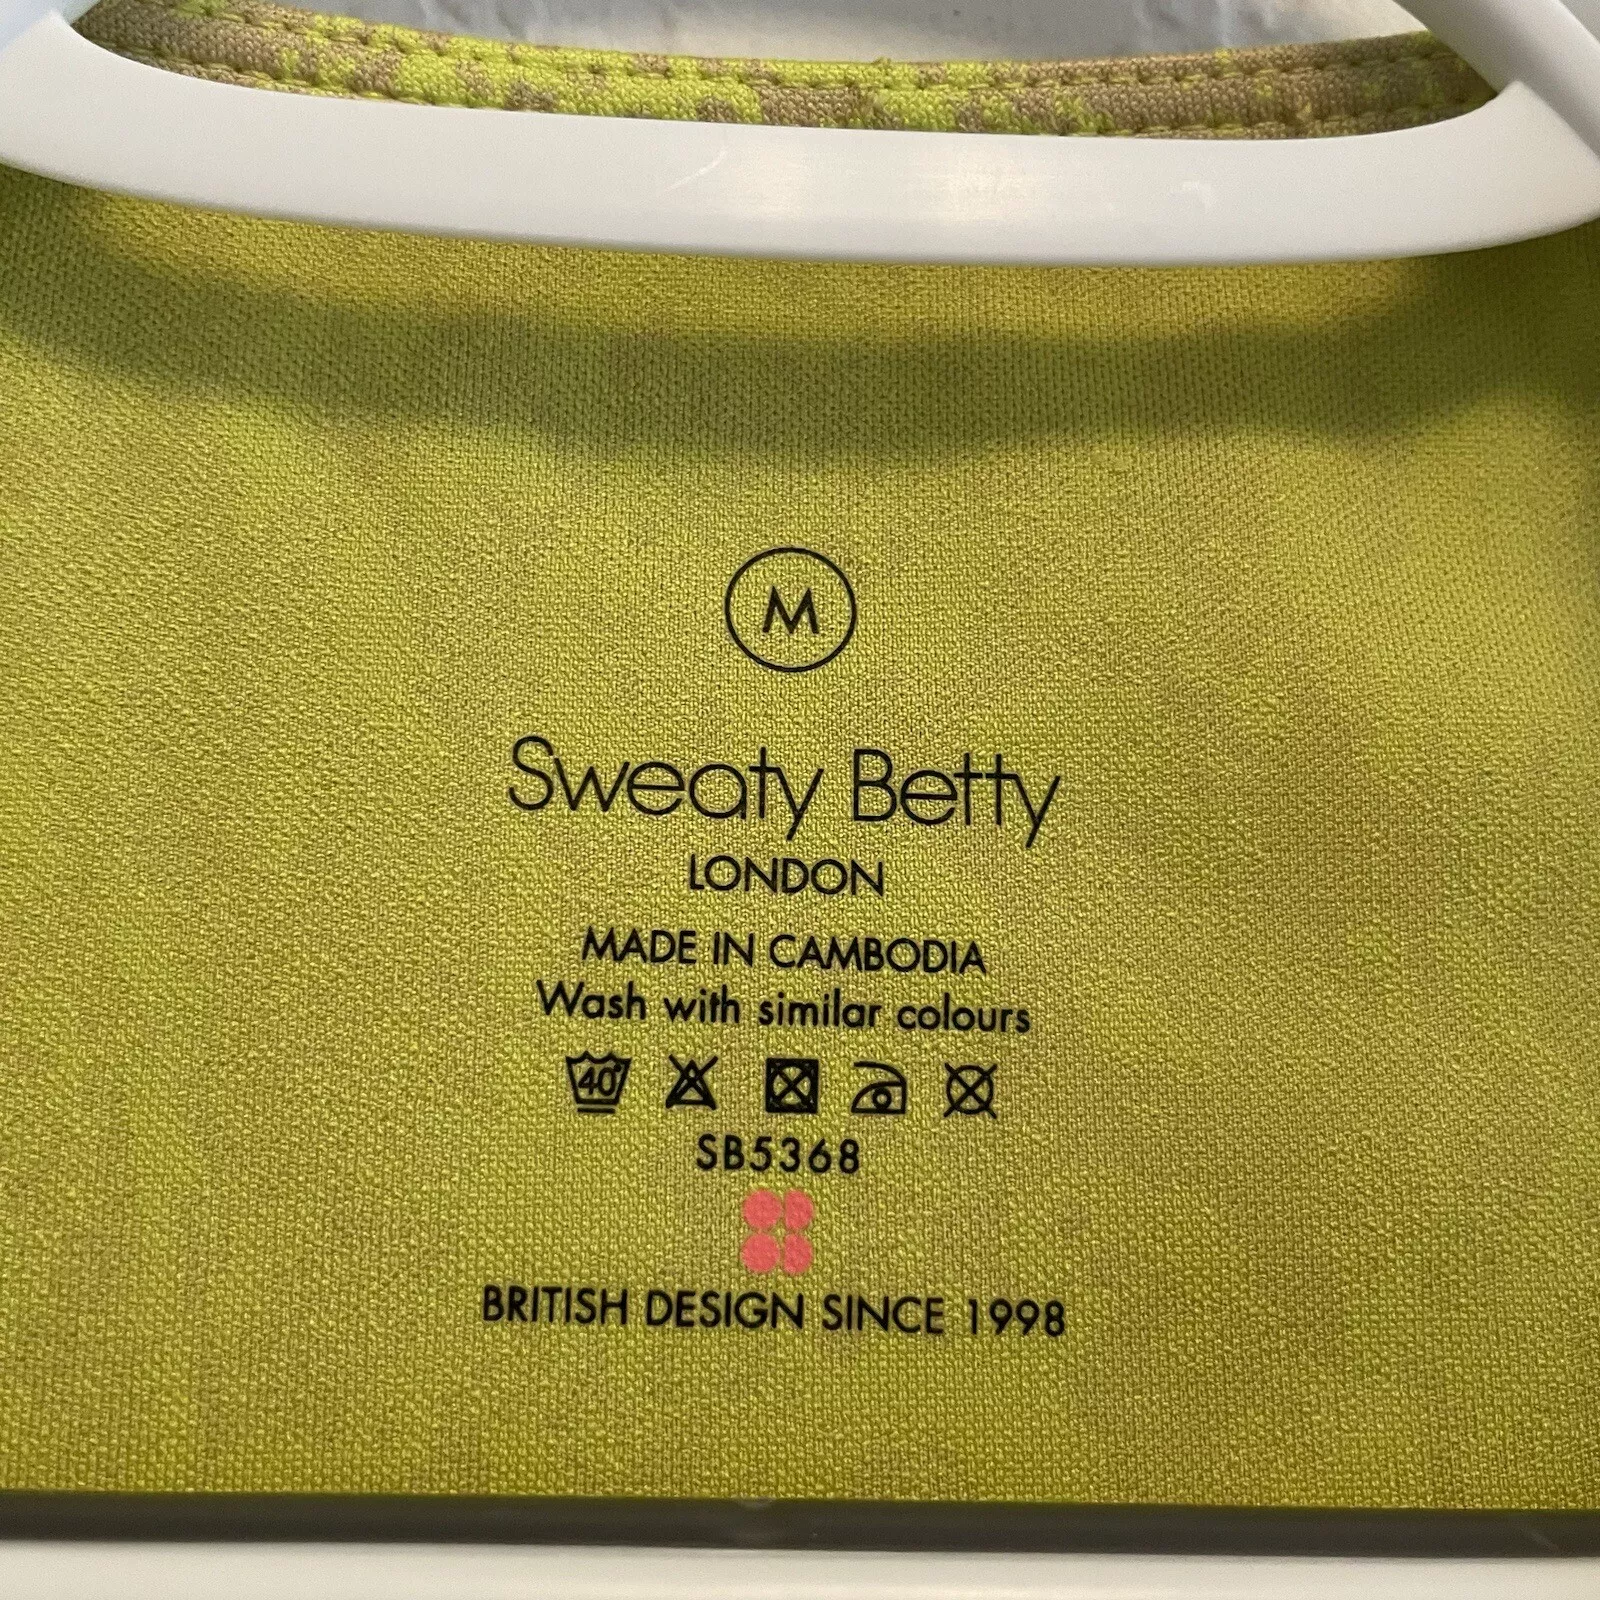 M
Sweaty Betty
LONDON
MADE IN CAMBODIA
Wash with similar colours
40°
SB5368
BRITISH DESIGN SINCE 1998